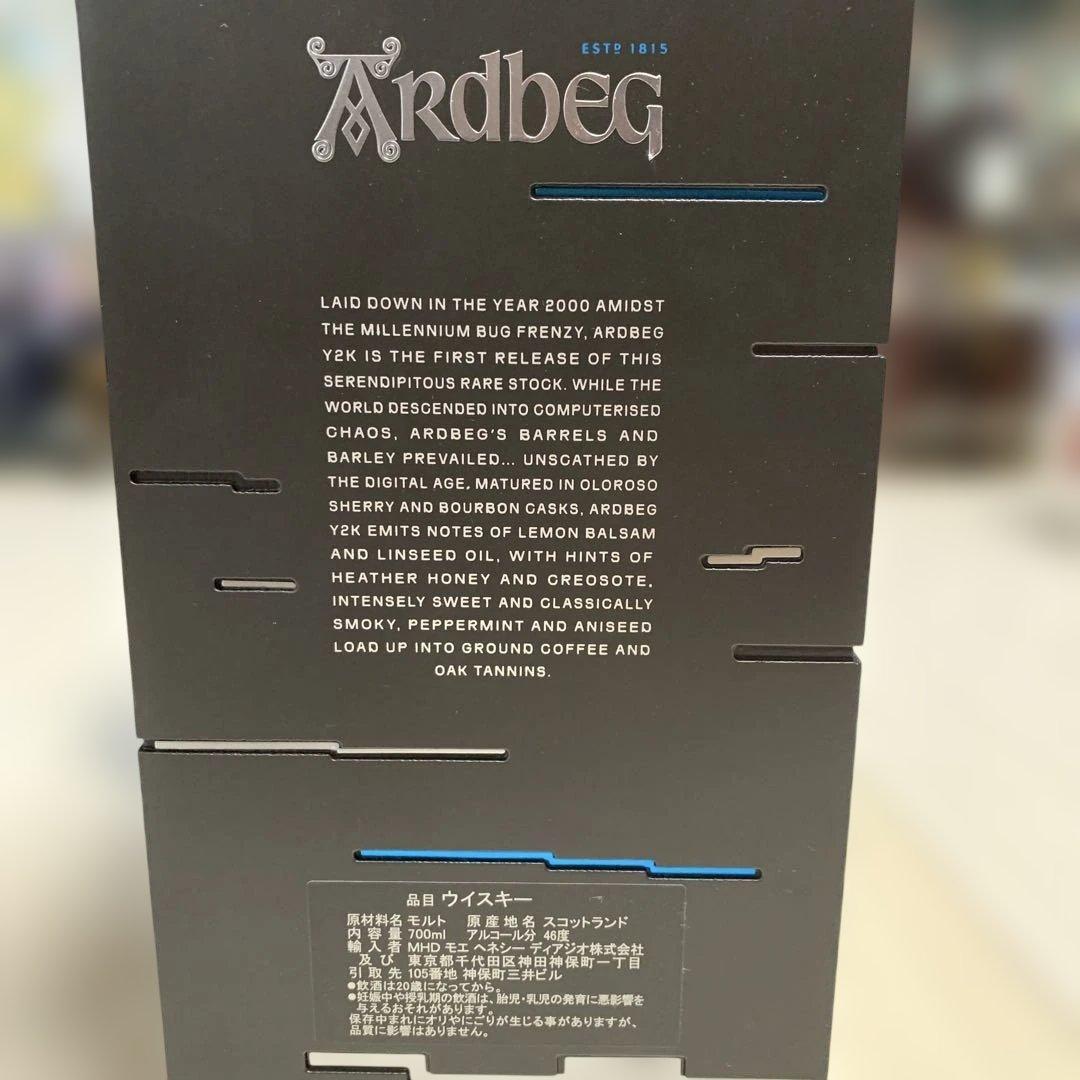 ESTD 1815
ARdbEG
LAID DOWN IN THE YEAR 2000 AMIDST
THE MILLENNIUM BUG FRENZY, ARDBEG
Y2K IS THE FIRST RELEASE OF THIS
SERENDIPITOUS RARE STOCK. WHILE THE
WORLD DESCENDED INTO COMPUTERISED
CHAOS, ARDBEG'S BARRELS AND
BARLEY PREVAILED... UNSCATHED BY
THE DIGITAL AGE. MATURED IN OLOROSO
SHERRY AND BOURBON CASKS, ARDBEG
Y2K EMITS NOTES OF LEMON BALSAM
AND LINSEED OIL, WITH HINTS OF
HEATHER HONEY AND CREOSOTE.
INTENSELY SWEET AND CLASSICALLY
SMOKY, PEPPERMINT AND ANISEED
LOAD UP INTO GROUND COFFEE AND
OAK TANNINS.
品目 ウイスキー
原材料名 モルト 原産地名 スコットランド
内容量 700ml アルコール分 46度
輸入者 MHD モエ ヘネシー ディアジオ株式会社
及び 東京都千代田区神田神保町一丁目
引取先 105番地 神保町三井ビル
●飲酒は20歳になってから。
●妊娠中や授乳期の飲酒は、胎児・乳児の発育に悪影響を
与えるおそれがあります。
保存中まれにオリやにごりが生じる事がありますが、
品質に影響はありません。